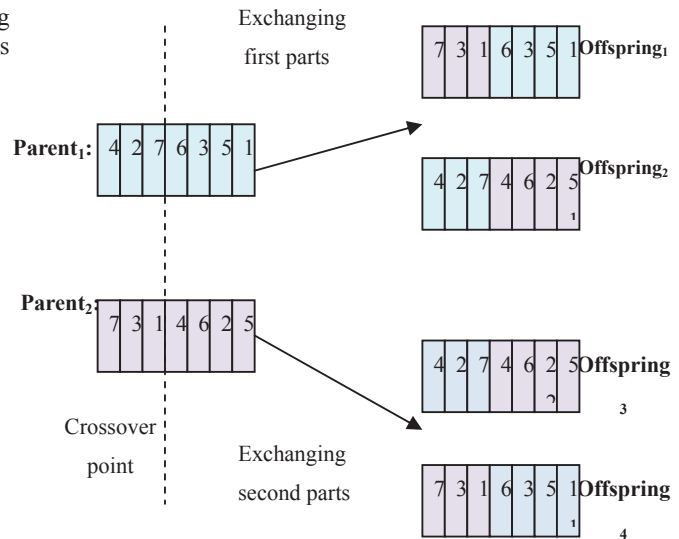 g
s
Exchanging
first parts
7 3 1 6 3 5 1 Offspring₁
Parent₁: 4 2 7 6 3 5 1
4 2 7 4 6 2 5 Offspring₂
1
Parent₂:
7 3 1 4 6 2 5
4 2 7 4 6 2 5 Offspring
2
3
Crossover
point
Exchanging
second parts
7 3 1 6 3 5 1 Offspring
1
4